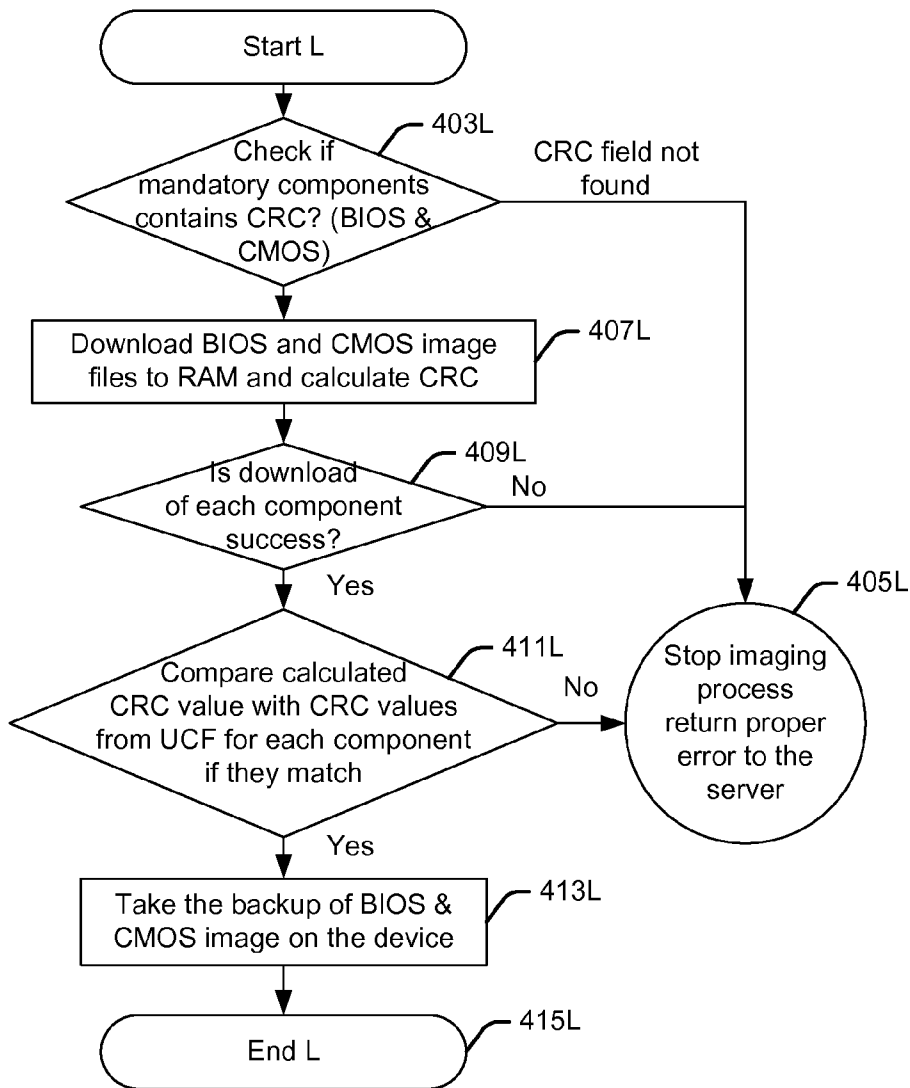 Start L
403L
Check if
mandatory components
contains CRC? (BIOS &
CMOS)
CRC field not
found
Download BIOS and CMOS image
files to RAM and calculate CRC
407L
409L
Is download
of each component
success?
No
Yes
405L
Stop imaging
process
return proper
error to the
server
411L
Compare calculated
CRC value with CRC values
from UCF for each component
if they match
No
Yes
Take the backup of BIOS &
CMOS image on the device
413L
End L
415L